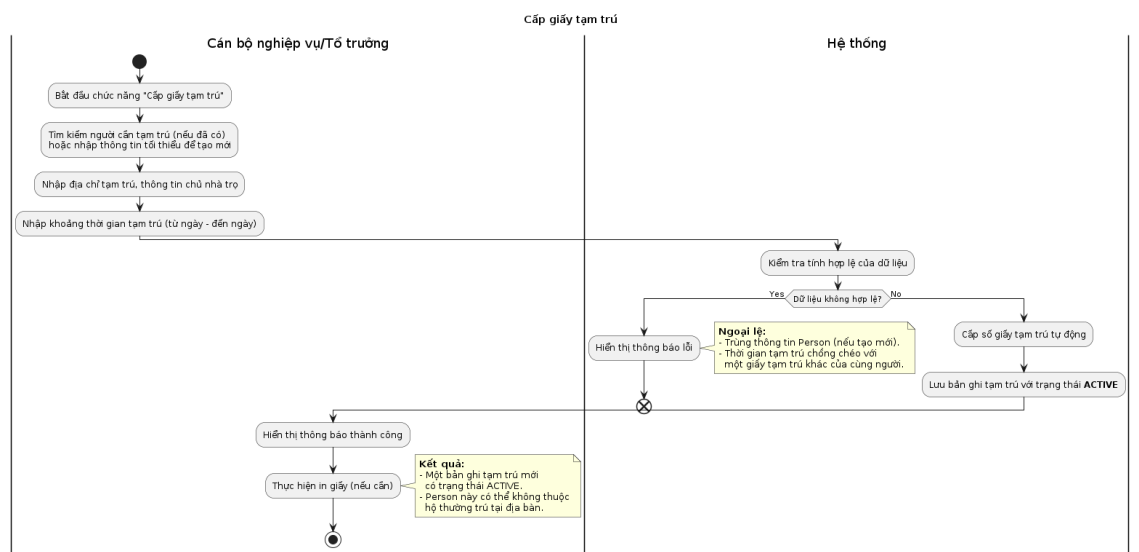 Cấp giấy tạm trú
Cán bộ nghiệp vụ/Tổ trưởng
Hệ thống
Bắt đầu chức năng "Cấp giấy tạm trú"
Tìm kiếm người cần tạm trú (nếu đã có)
hoặc nhập thông tin tối thiểu để tạo mới
Nhập địa chỉ tạm trú, thông tin chủ nhà trọ
Nhập khoảng thời gian tạm trú (từ ngày - đến ngày)
Kiểm tra tính hợp lệ của dữ liệu
Yes
Dữ liệu không hợp lệ?
No
Hiển thị thông báo lỗi
Ngoại lệ:
- Trùng thông tin Person (nếu tạo mới).
- Thời gian tạm trú chồng chéo với
một giấy tạm trú khác của cùng người.
Cấp số giấy tạm trú tự động
Lưu bản ghi tạm trú với trạng thái ACTIVE
Hiển thị thông báo thành công
Thực hiện in giấy (nếu cần)
Kết quả:
- Một bản ghi tạm trú mới
có trạng thái ACTIVE.
- Person này có thể không thuộc
hộ thường trú tại địa bàn.